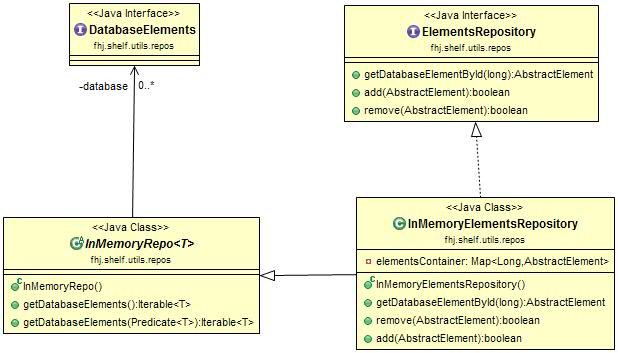 <<Java Interface>>
DatabaseElements
fhj.shelf.utils.repos
<<Java Interface>>
ElementsRepository
fhj.shelf.utils.repos
getDatabaseElementById(long):AbstractElement
add(AbstractElement):boolean
remove(AbstractElement):boolean
-database 0..*
<<Java Class>>
InMemoryRepo<T>
fhj.shelf.utils.repos
InMemoryRepo()
getDatabaseElements():Iterable<T>
getDatabaseElements(Predicate<T>):Iterable<T>
<<Java Class>>
InMemoryElementsRepository
fhj.shelf.utils.repos
elementsContainer: Map<Long,AbstractElement>
InMemoryElementsRepository()
getDatabaseElementById(long):AbstractElement
remove(AbstractElement):boolean
add(AbstractElement):boolean